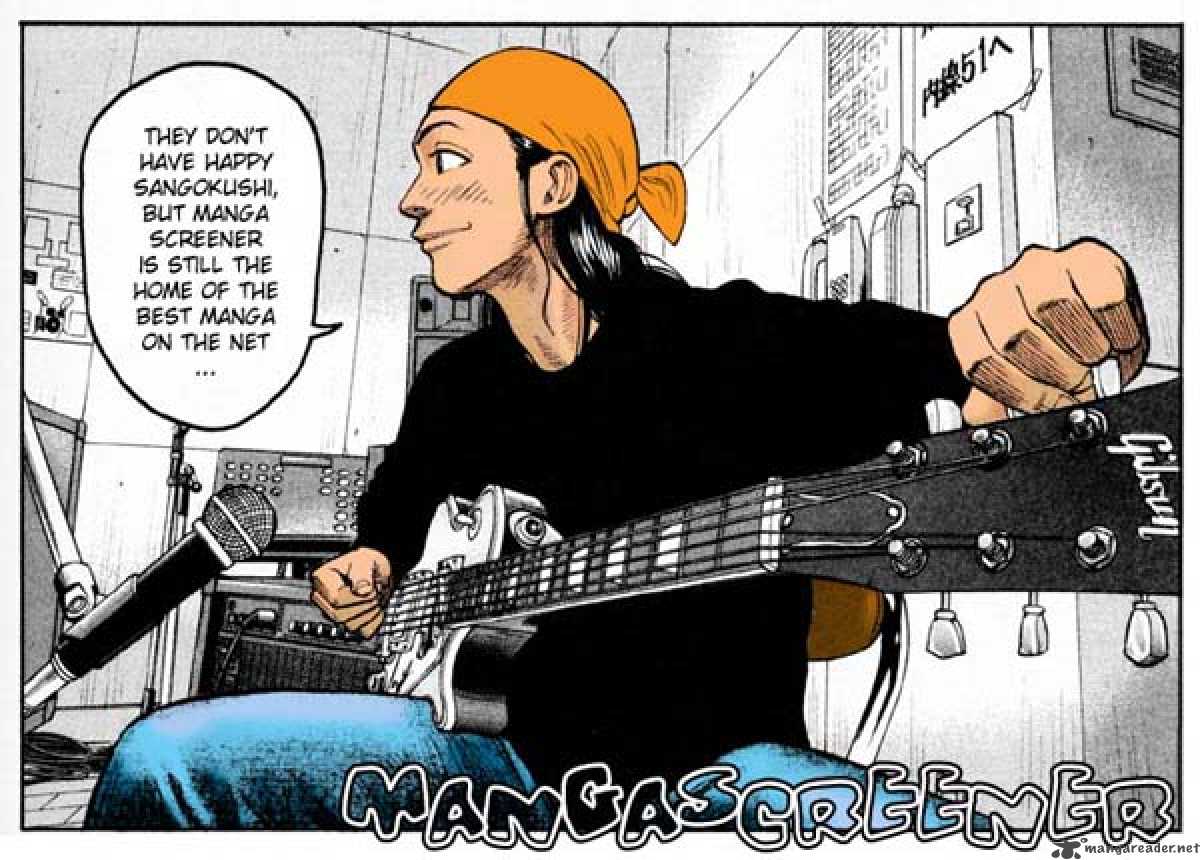 THEY DON'T
HAVE HAPPY
SANGOKUSHI,
BUT MANGA
SCREENER
IS STILL THE
HOME OF THE
BEST MANGA
ON THE NET
...
内線51へ
Gibson
MANGASCREENER
mangareader.net